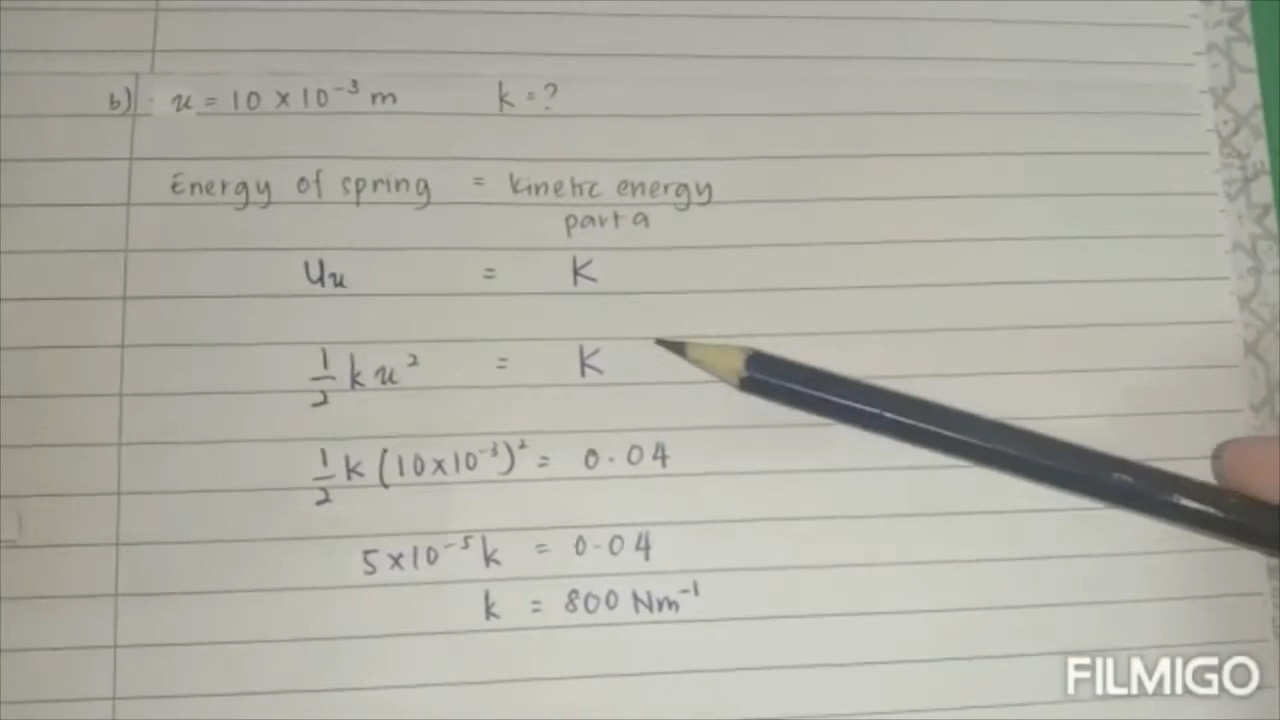 b) x = 10 × 10⁻³ m k = ?
Energy of spring = kinetic energy
part a
Ux = K
1/2 k x² = K
1/2 k (10×10⁻³)² = 0.04
5×10⁻⁵ k = 0.04
k = 800 Nm⁻¹
FILMIGO